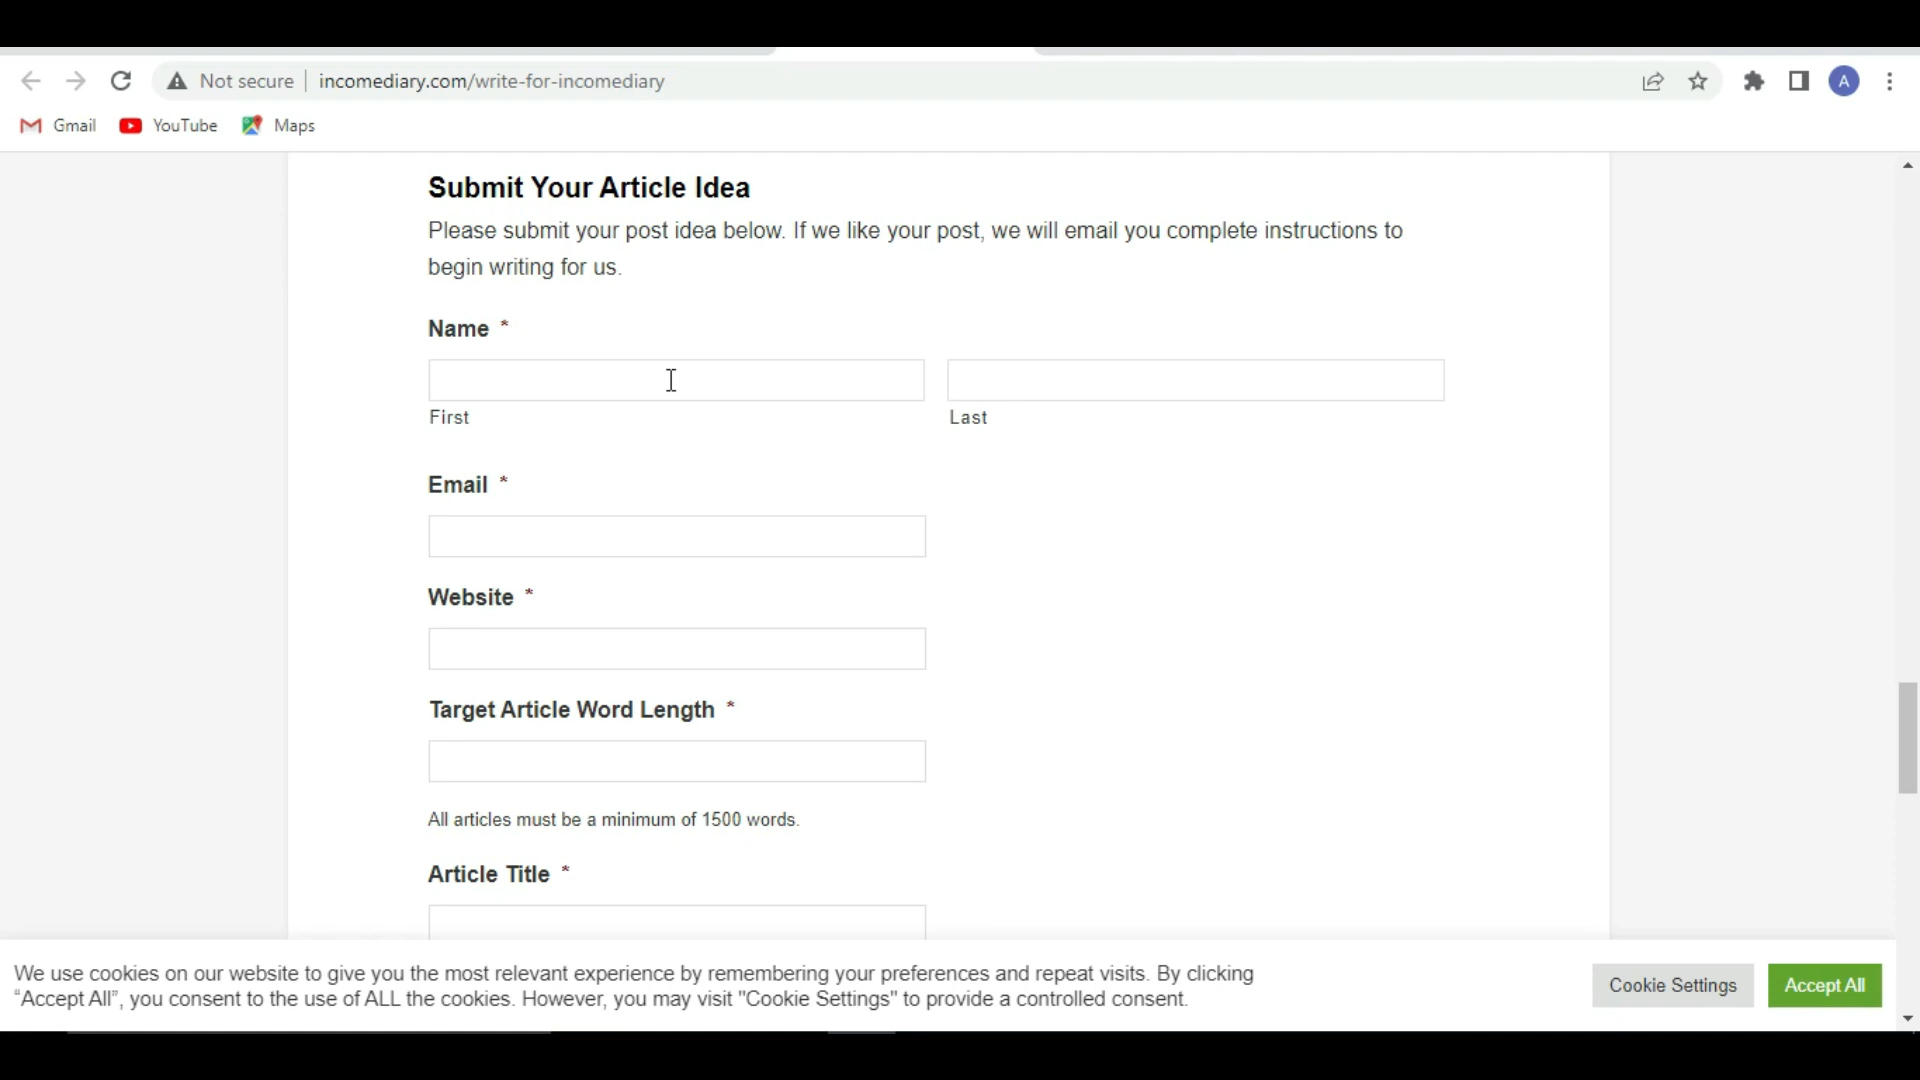 Not secure incomediary.com/write-for-incomediary A
Gmail YouTube Maps
Submit Your Article Idea
Please submit your post idea below. If we like your post, we will email you complete instructions to
begin writing for us.
Name *
First Last
Email *
Website *
Target Article Word Length *
All articles must be a minimum of 1500 words.
Article Title *
We use cookies on our website to give you the most relevant experience by remembering your preferences and repeat visits. By clicking
“Accept All”, you consent to the use of ALL the cookies. However, you may visit "Cookie Settings" to provide a controlled consent.
Cookie Settings Accept All